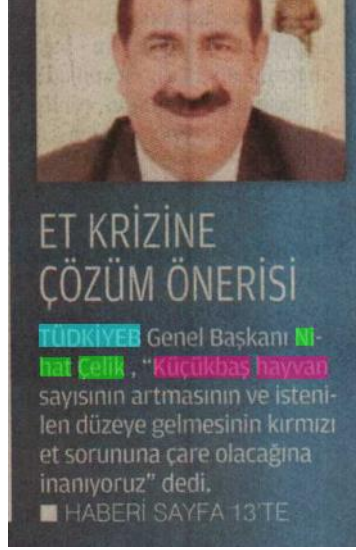 ET KRİZİNE
ÇÖZÜM ÖNERİSİ
TÜDKİYEB Genel Başkanı Ni-
hat Çelik , “Küçükbaş hayvan
sayısının artmasının ve isteni-
len düzeye gelmesinin kırmızı
et sorununa çare olacağına
inanıyoruz” dedi.
■ HABERİ SAYFA 13'TE